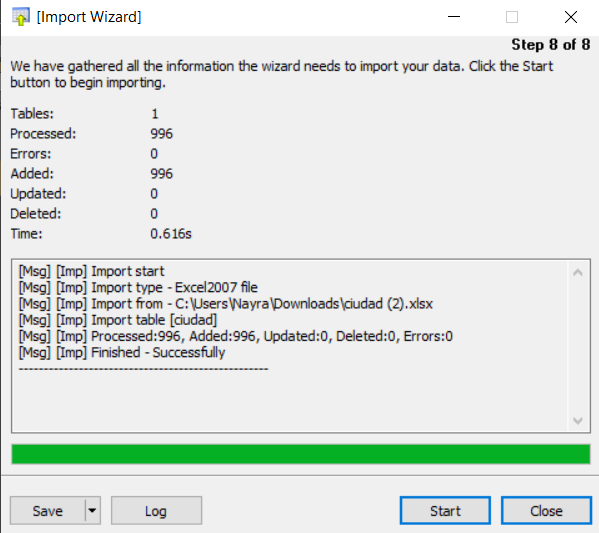 [Import Wizard]
Step 8 of 8
We have gathered all the information the wizard needs to import your data. Click the Start
button to begin importing.
Tables: 1
Processed: 996
Errors: 0
Added: 996
Updated: 0
Deleted: 0
Time: 0.616s
[Msg] [Imp] Import start
[Msg] [Imp] Import type - Excel2007 file
[Msg] [Imp] Import from - C:\Users\Nayra\Downloads\ciudad (2).xlsx
[Msg] [Imp] Import table [ciudad]
[Msg] [Imp] Processed:996, Added:996, Updated:0, Deleted:0, Errors:0
[Msg] [Imp] Finished - Successfully
--------------------------------------------------
Save Log Start Close